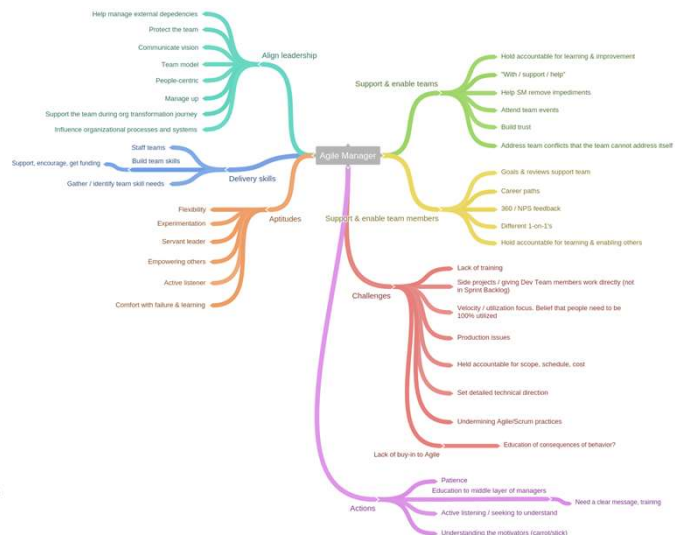 Help manage external depedencies
Protect the team
Communicate vision
Team model
People-centric
Manage up
Support the team during org transformation journey
Influence organizational processes and systems
Align leadership
Staff teams
Build team skills
Support, encourage, get funding
Gather / identify team skill needs
Delivery skills
Flexibility
Experimentation
Servant leader
Empowering others
Active listener
Comfort with failure & learning
Aptitudes
Agile Manager
Support & enable teams
Hold accountable for learning & improvement
"With / support / help"
Help SM remove impediments
Attend team events
Build trust
Address team conflicts that the team cannot address itself
Support & enable team members
Goals & reviews support team
Career paths
360 / NPS feedback
Different 1-on-1's
Hold accountable for learning & enabling others
Challenges
Lack of training
Side projects / giving Dev Team members work directly (not
in Sprint Backlog)
Velocity / utilization focus. Belief that people need to be
100% utilized
Production issues
Held accountable for scope, schedule, cost
Set detailed technical direction
Undermining Agile/Scrum practices
Lack of buy-in to Agile
Education of consequences of behavior?
Actions
Patience
Education to middle layer of managers
Need a clear message, training
Active listening / seeking to understand
Understanding the motivators (carrot/stick)